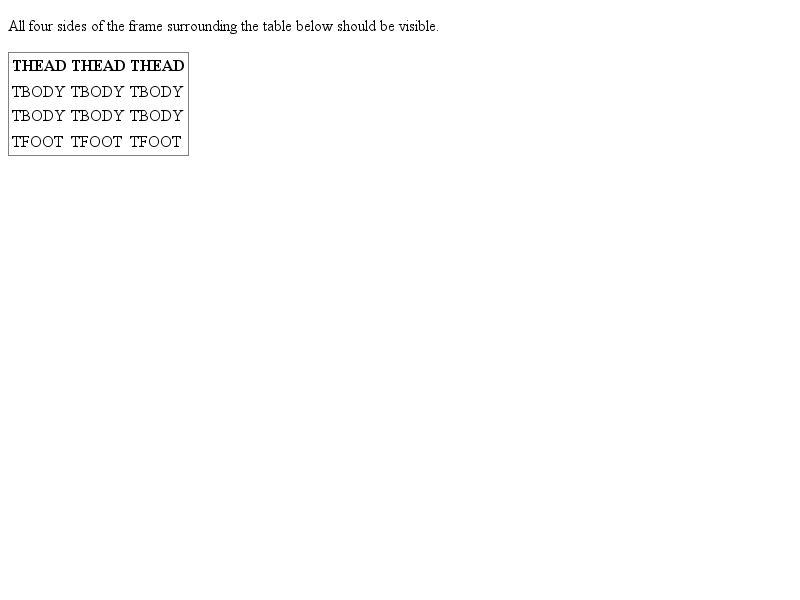 All four sides of the frame surrounding the table below should be visible.
THEAD THEAD THEAD
TBODY TBODY TBODY
TBODY TBODY TBODY
TFOOT TFOOT TFOOT